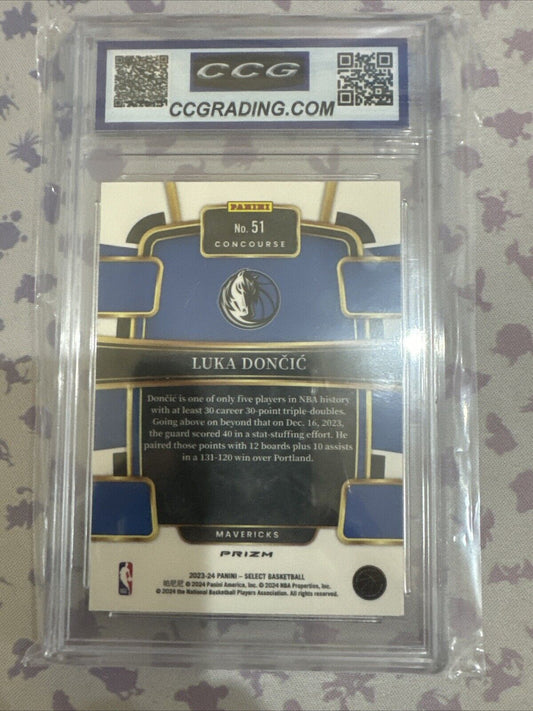 CCG
CCGRADING.COM
PANINI
No. 51
CONCOURSE
LUKA DONČIĆ
Dončić is one of only five players in NBA history
with at least 30 career 30-point triple-doubles.
Going above on beyond that on Dec. 16, 2023,
the guard scored 40 in a stat-stuffing effort. He
paired those points with 12 boards plus 10 assists
in a 131-120 win over Portland.
MAVERICKS
PRIZM
2023-24 PANINI – SELECT BASKETBALL
帕尼尼 © 2024 Panini America, Inc. © 2024 NBA Properties, Inc.
© 2024 the National Basketball Players Association. All rights reserved.